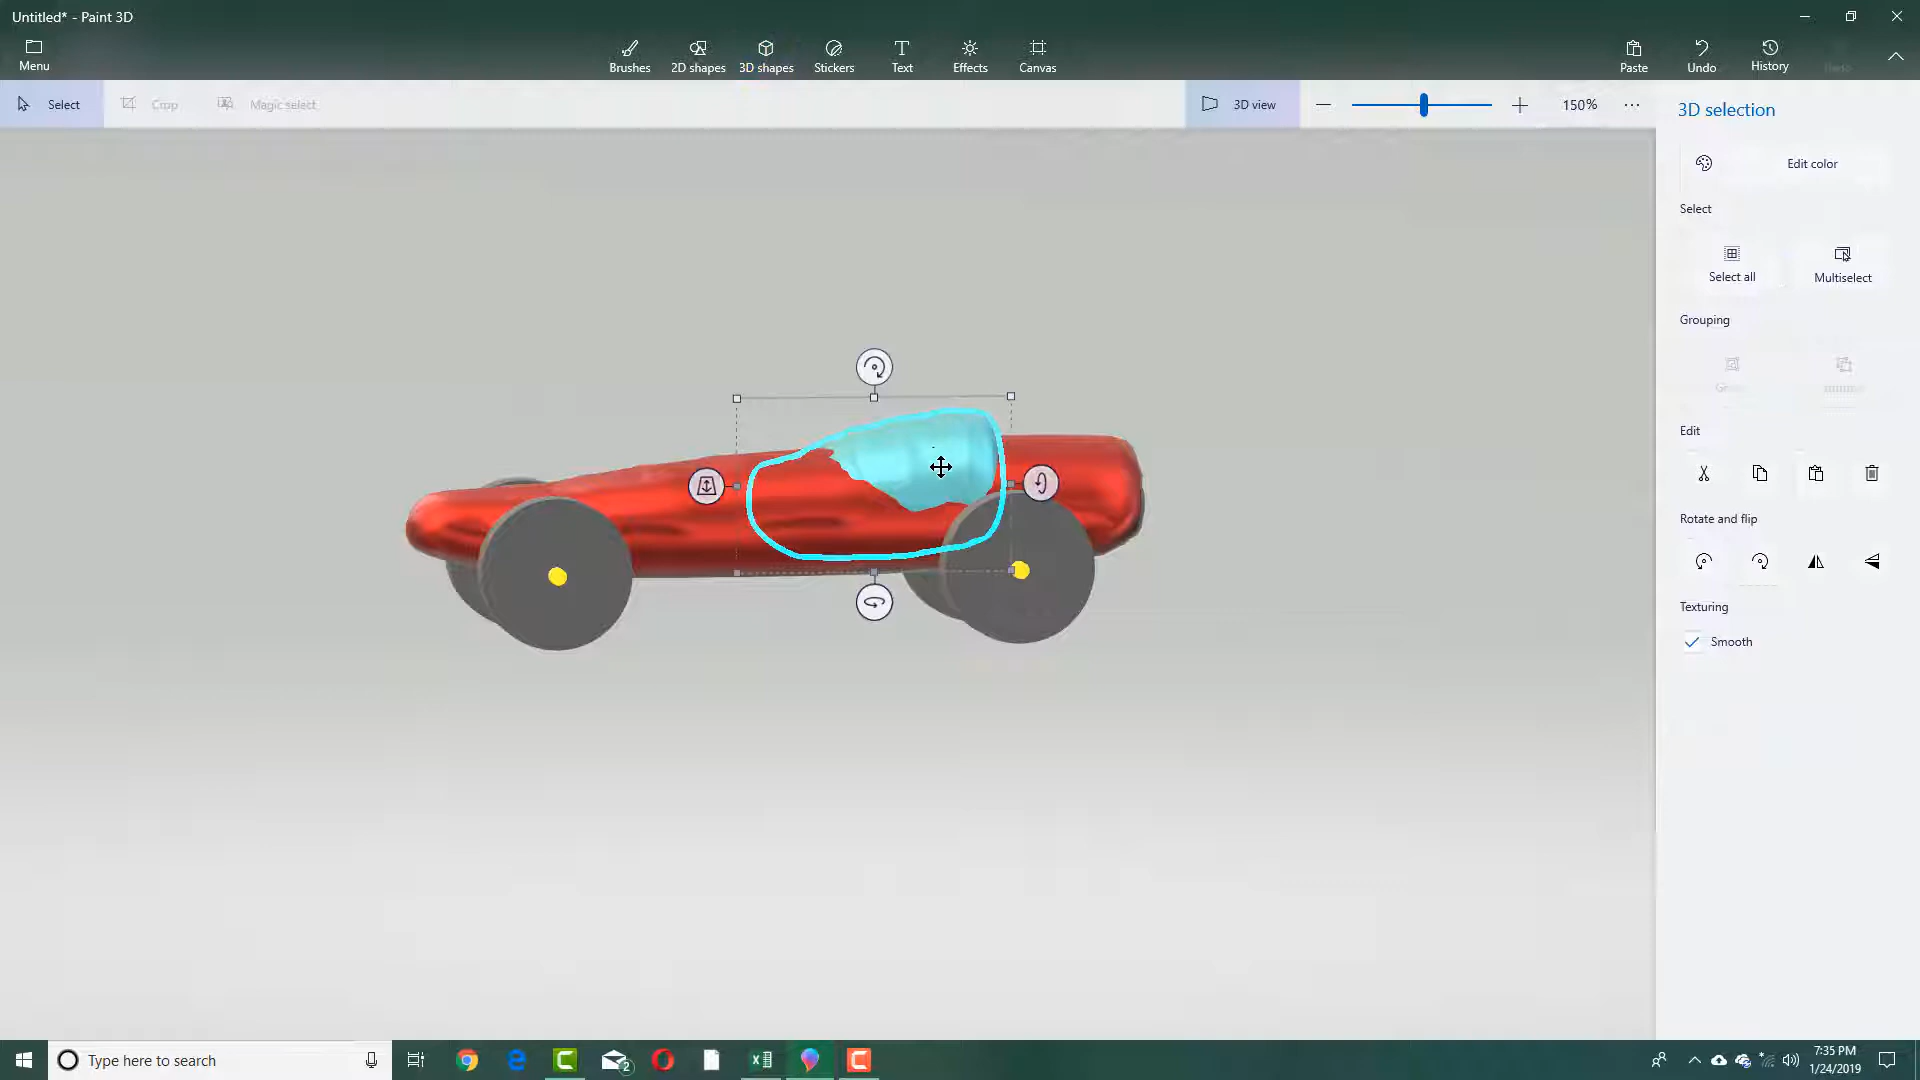 Untitled* - Paint 3D
Menu
Brushes
2D shapes
3D shapes
Stickers
Text
Effects
Canvas
Paste
Undo
History
Select
Crop
Magic select
3D view
150%
3D selection
Edit color
Select
Select all
Multiselect
Grouping
Edit
Rotate and flip
Texturing
Smooth
Type here to search
2
7:35 PM
1/24/2019